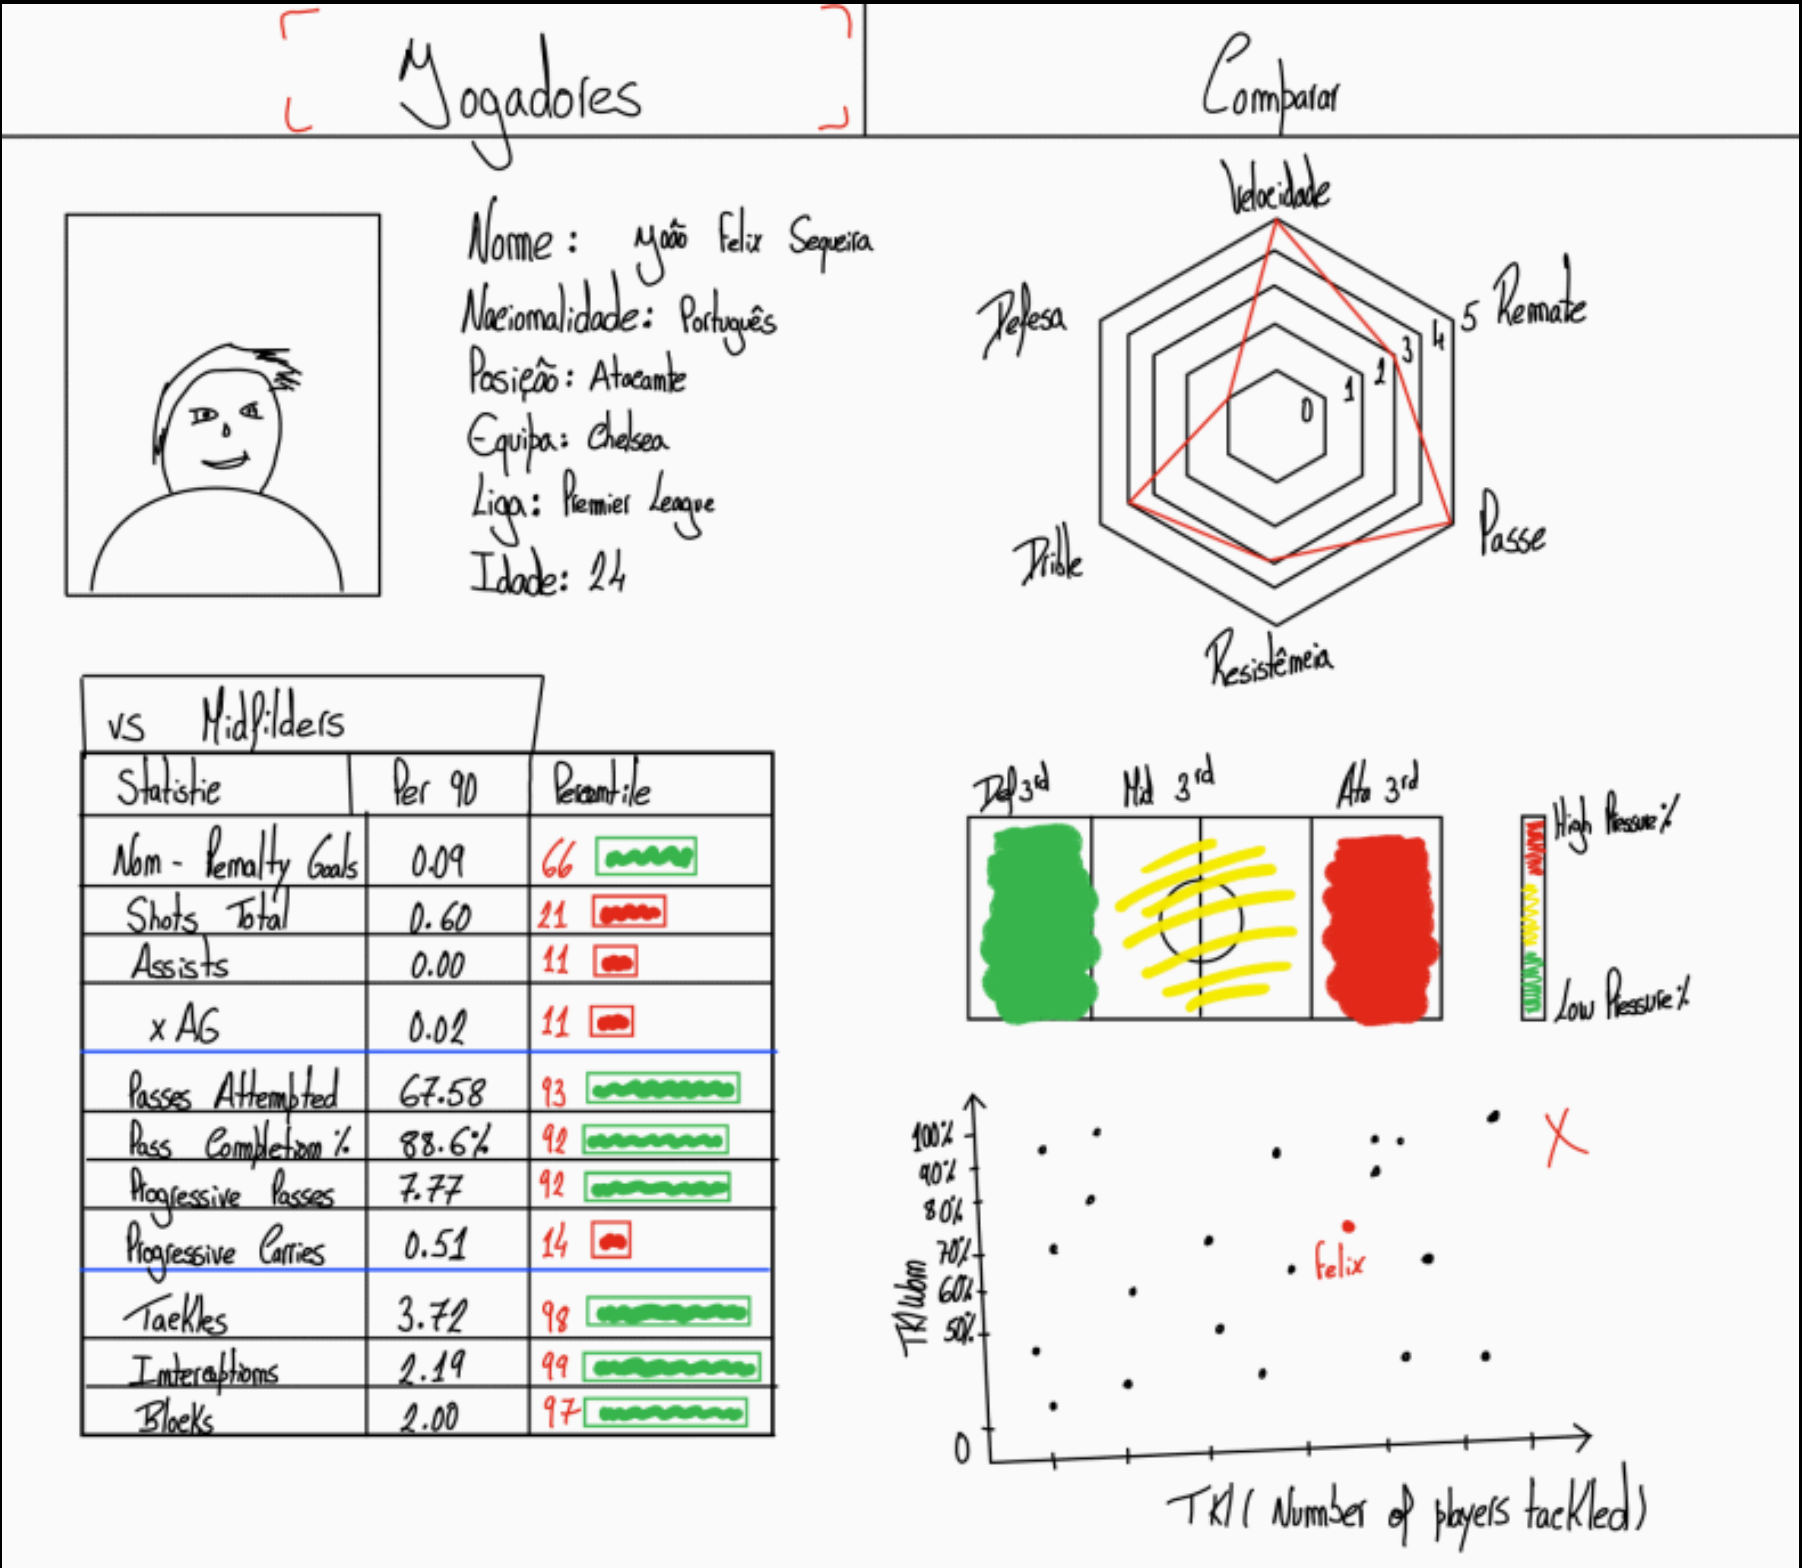 Jogadores
Comparar
Nome: João Felix Sequeira
Nacionalidade: Português
Posição: Atacante
Equipa: Chelsea
Liga: Premier League
Idade: 24
Velocidade
Defesa
5 Remate
4
3
2
1
0
Drible
Passe
Resistência
vs Midfilders
Statistic Per 90 Percentile
Non - Penalty Goals 0.09 66
Shots Total 0.60 21
Assists 0.00 11
xAG 0.02 11
Passes Attempted 67.58 93
Pass Completion % 88.6% 92
Progressive Passes 7.77 92
Progressive Carries 0.51 14
Tackles 3.72 98
Interceptions 2.19 99
Blocks 2.00 97
Def 3rd Mid 3rd Ata 3rd
High Pressure %
Low Pressure %
100%
90%
80%
70%
60%
50%
0
Felix
X
Tkl (Number of players tackled)